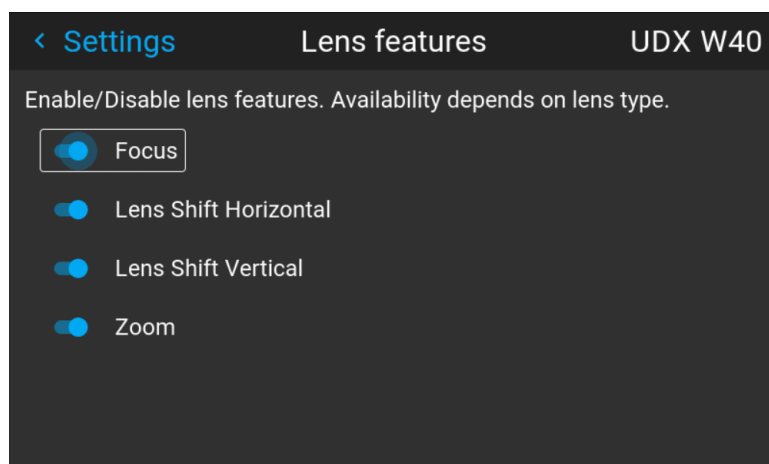 Settings Lens features UDX W40
Enable/Disable lens features. Availability depends on lens type.
Focus
Lens Shift Horizontal
Lens Shift Vertical
Zoom